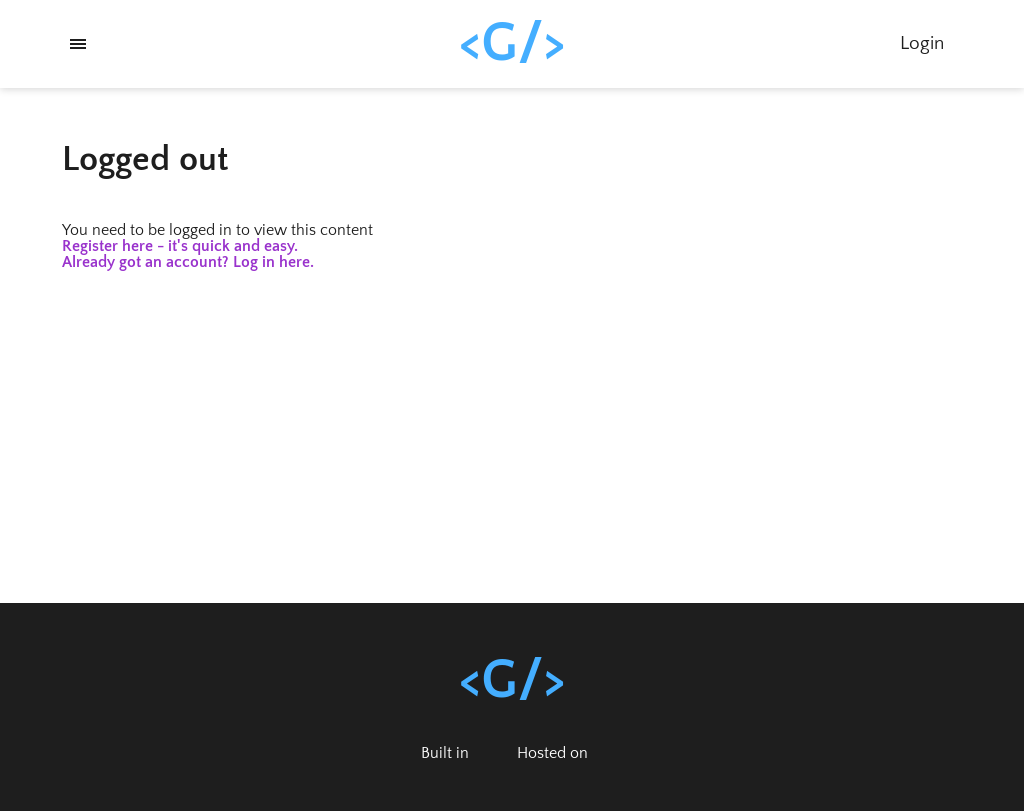 <G/>
Login
Logged out
You need to be logged in to view this content
Register here - it's quick and easy.
Already got an account? Log in here.
<G/>
Built in
Hosted on